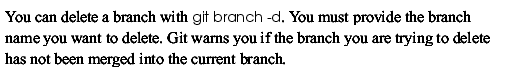 You can delete a branch with git branch -d. You must provide the branch
name you want to delete. Git warns you if the branch you are trying to delete
has not been merged into the current branch.